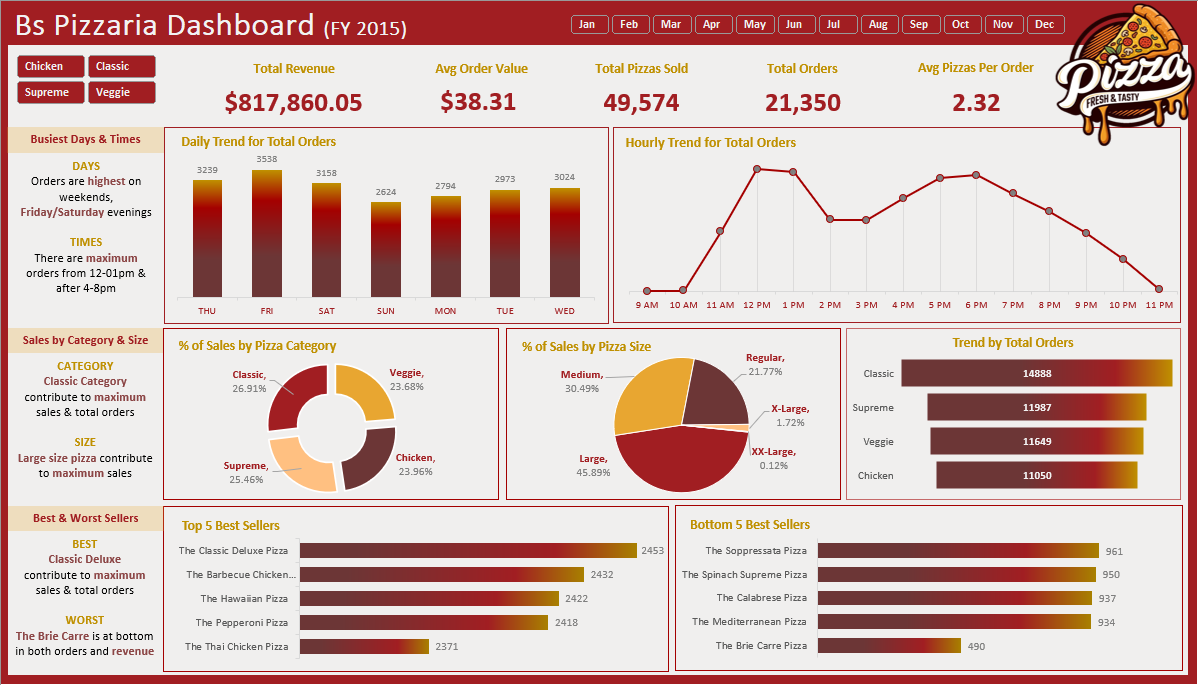 Bs Pizzaria Dashboard (FY 2015)
Jan Feb Mar Apr May Jun Jul Aug Sep Oct Nov Dec
Pizza
FRESH & TASTY
Chicken Classic
Supreme Veggie
Total Revenue
$817,860.05
Avg Order Value
$38.31
Total Pizzas Sold
49,574
Total Orders
21,350
Avg Pizzas Per Order
2.32
Busiest Days & Times
DAYS
Orders are highest on
weekends,
Friday/Saturday evenings
TIMES
There are maximum
orders from 12-01pm &
after 4-8pm
Daily Trend for Total Orders
3239 3538 3158 2624 2794 2973 3024
THU FRI SAT SUN MON TUE WED
Hourly Trend for Total Orders
9 AM 10 AM 11 AM 12 PM 1 PM 2 PM 3 PM 4 PM 5 PM 6 PM 7 PM 8 PM 9 PM 10 PM 11 PM
Sales by Category & Size
CATEGORY
Classic Category
contribute to maximum
sales & total orders
SIZE
Large size pizza contribute
to maximum sales
% of Sales by Pizza Category
Classic,
26.91%
Veggie,
23.68%
Supreme,
25.46%
Chicken,
23.96%
% of Sales by Pizza Size
Regular,
21.77%
Medium,
30.49%
X-Large,
1.72%
XX-Large,
0.12%
Large,
45.89%
Trend by Total Orders
Classic 14888
Supreme 11987
Veggie 11649
Chicken 11050
Best & Worst Sellers
BEST
Classic Deluxe
contribute to maximum
sales & total orders
WORST
The Brie Carre is at bottom
in both orders and revenue
Top 5 Best Sellers
The Classic Deluxe Pizza 2453
The Barbecue Chicken... 2432
The Hawaiian Pizza 2422
The Pepperoni Pizza 2418
The Thai Chicken Pizza 2371
Bottom 5 Best Sellers
The Soppressata Pizza 961
The Spinach Supreme Pizza 950
The Calabrese Pizza 937
The Mediterranean Pizza 934
The Brie Carre Pizza 490